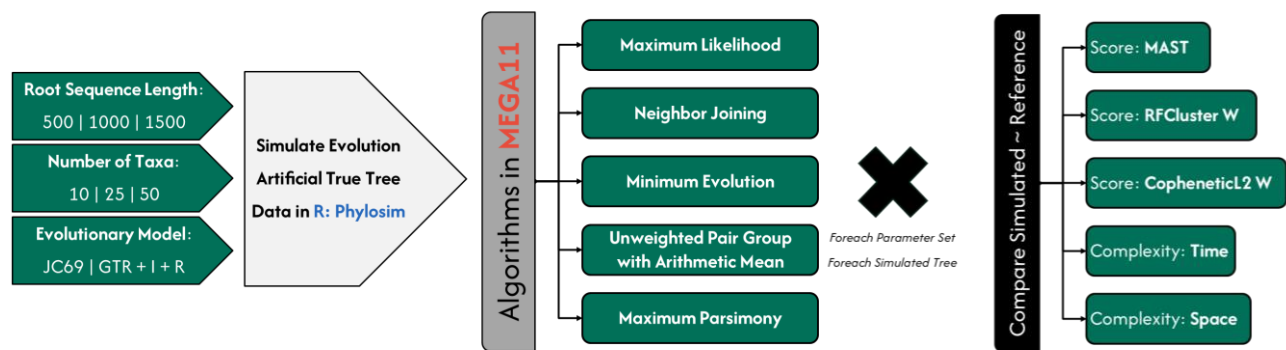 Root Sequence Length:
500 | 1000 | 1500
Number of Taxa:
10 | 25 | 50
Evolutionary Model:
JC69 | GTR + I + R
Simulate Evolution
Artificial True Tree
Data in R: Phylosim
Algorithms in MEGA11
Maximum Likelihood
Neighbor Joining
Minimum Evolution
Unweighted Pair Group
with Arithmetic Mean
Maximum Parsimony
Foreach Parameter Set
Foreach Simulated Tree
Compare Simulated ~ Reference
Score: MAST
Score: RFCluster W
Score: CopheneticL2 W
Complexity: Time
Complexity: Space